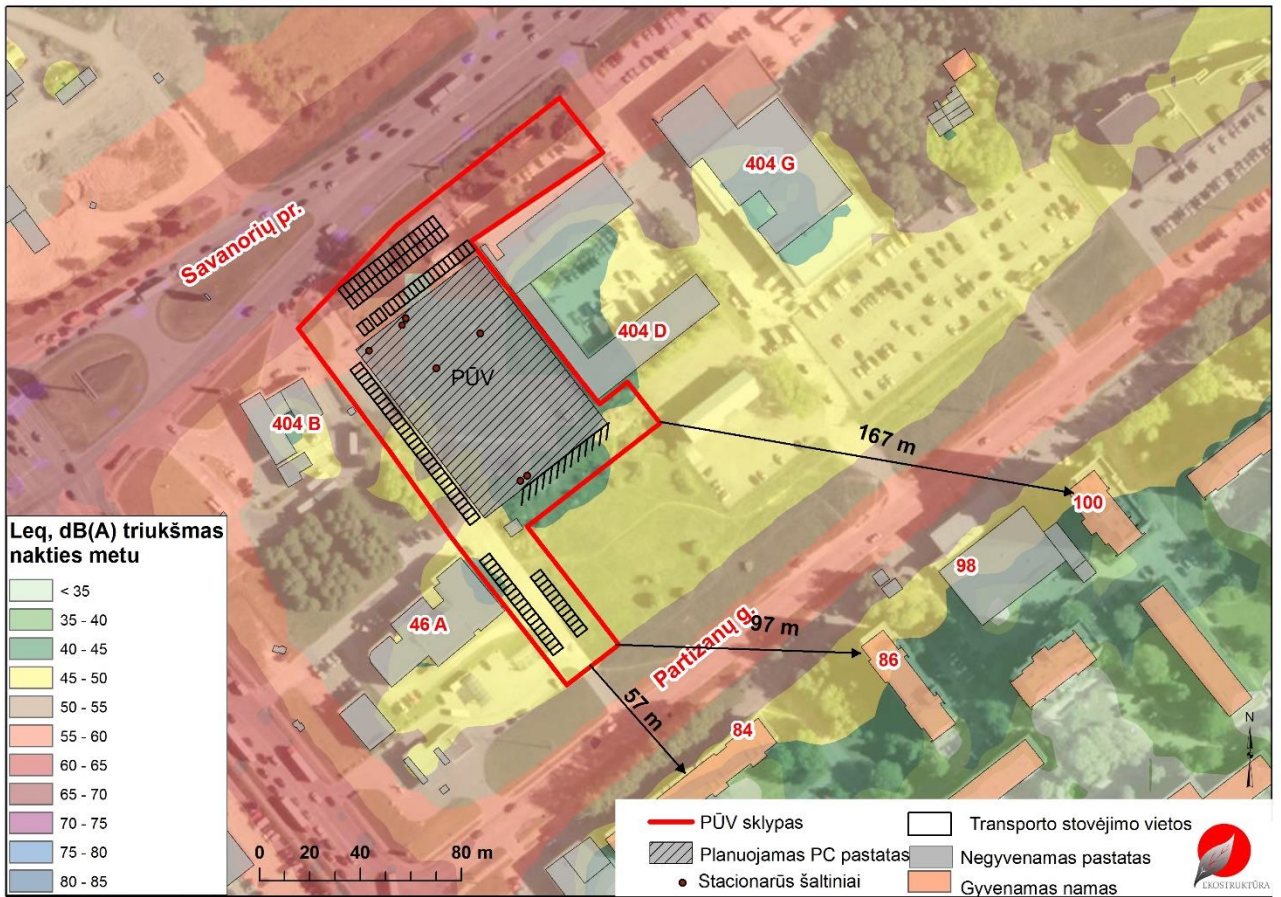 Savanorių pr.
404 G
404 D
PŪV
404 B
167 m
100
98
46 A
Partizanų g.
97 m
86
57 m
84
N
Leq, dB(A) triukšmas
nakties metu
< 35
35 - 40
40 - 45
45 - 50
50 - 55
55 - 60
60 - 65
65 - 70
70 - 75
75 - 80
80 - 85
0 20 40 80 m
PŪV sklypas
Planuojamas PC pastatas
Stacionarūs šaltiniai
Transporto stovėjimo vietos
Negyvenamas pastatas
Gyvenamas namas
EKOSTRUKTŪRA